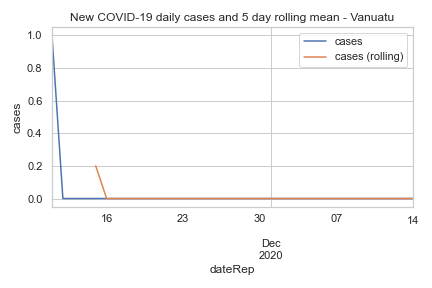 New COVID-19 daily cases and 5 day rolling mean - Vanuatu
cases
cases (rolling)
1.0
0.8
0.6
0.4
0.2
0.0
cases
16 23 30 07 14
Dec
2020
dateRep